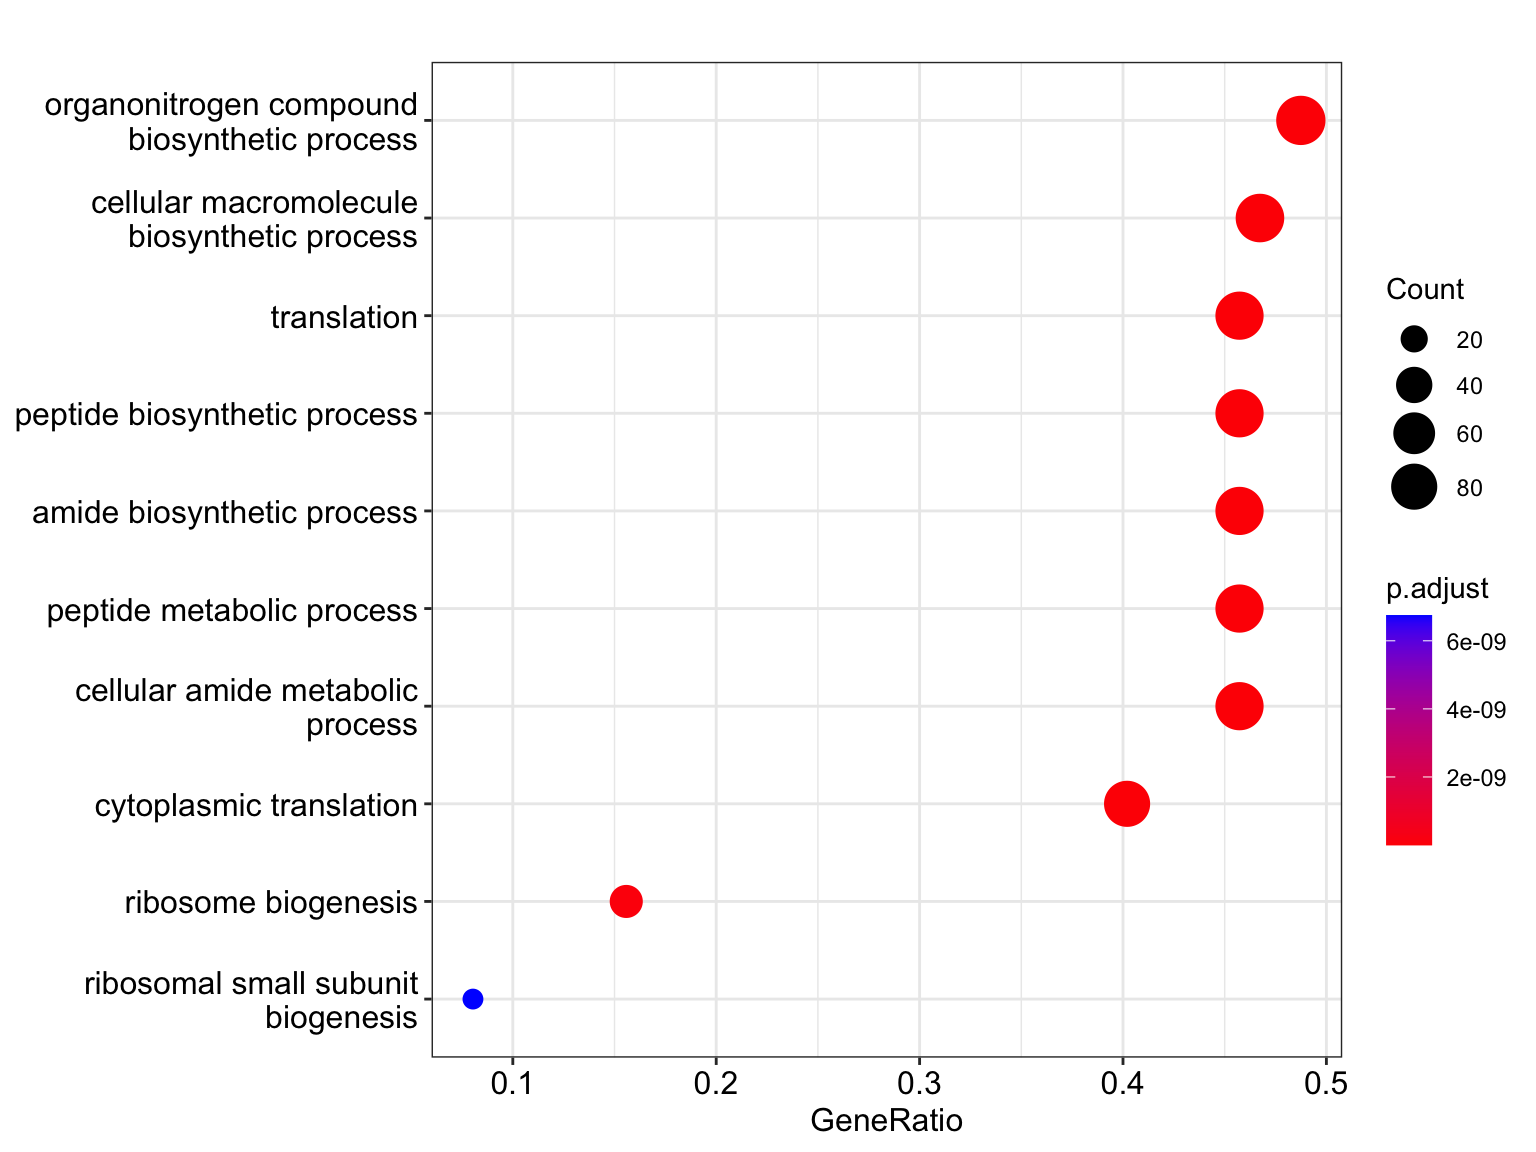 organonitrogen compound
biosynthetic process
cellular macromolecule
biosynthetic process
translation
peptide biosynthetic process
amide biosynthetic process
peptide metabolic process
cellular amide metabolic
process
cytoplasmic translation
ribosome biogenesis
ribosomal small subunit
biogenesis
0.1 0.2 0.3 0.4 0.5
GeneRatio
Count
20
40
60
80
p.adjust
6e-09
4e-09
2e-09